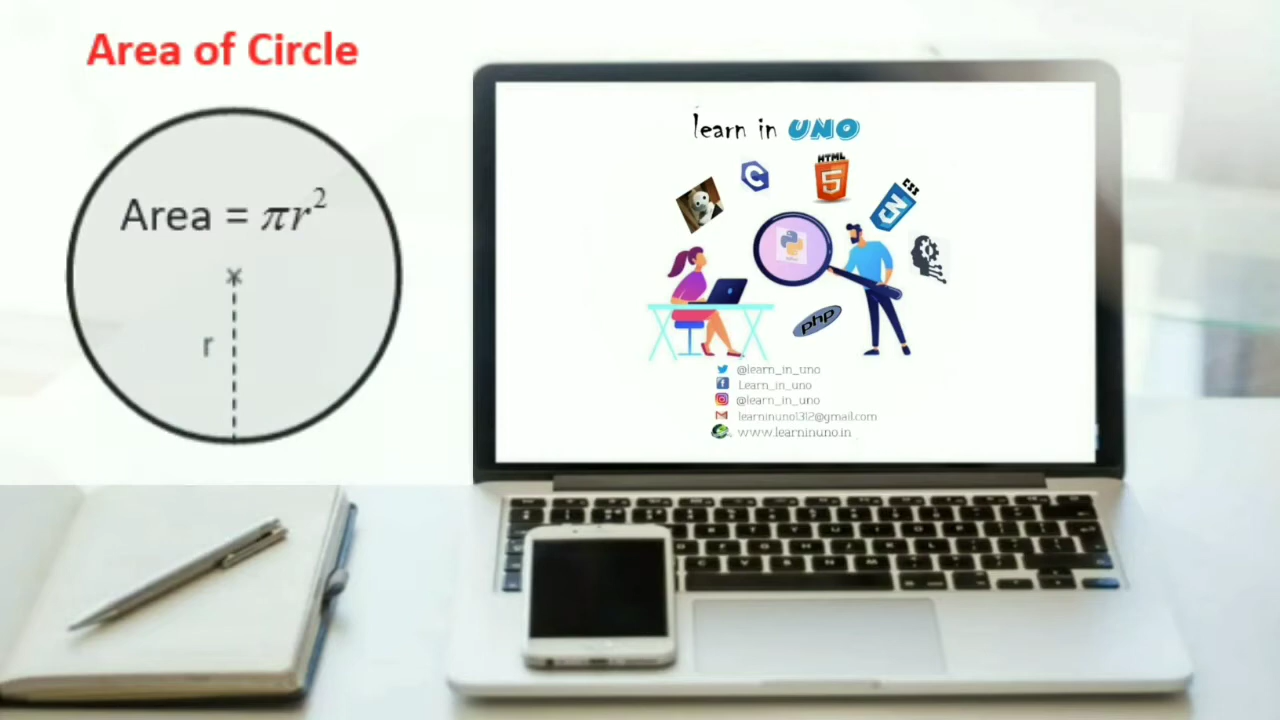 Area of Circle
Area = πr²
r
learn in UNO
C
HTML
5
CSS
php
@learn_in_uno
Learn_in_uno
@learn_in_uno
learninuno1312@gmail.com
www.learninuno.in